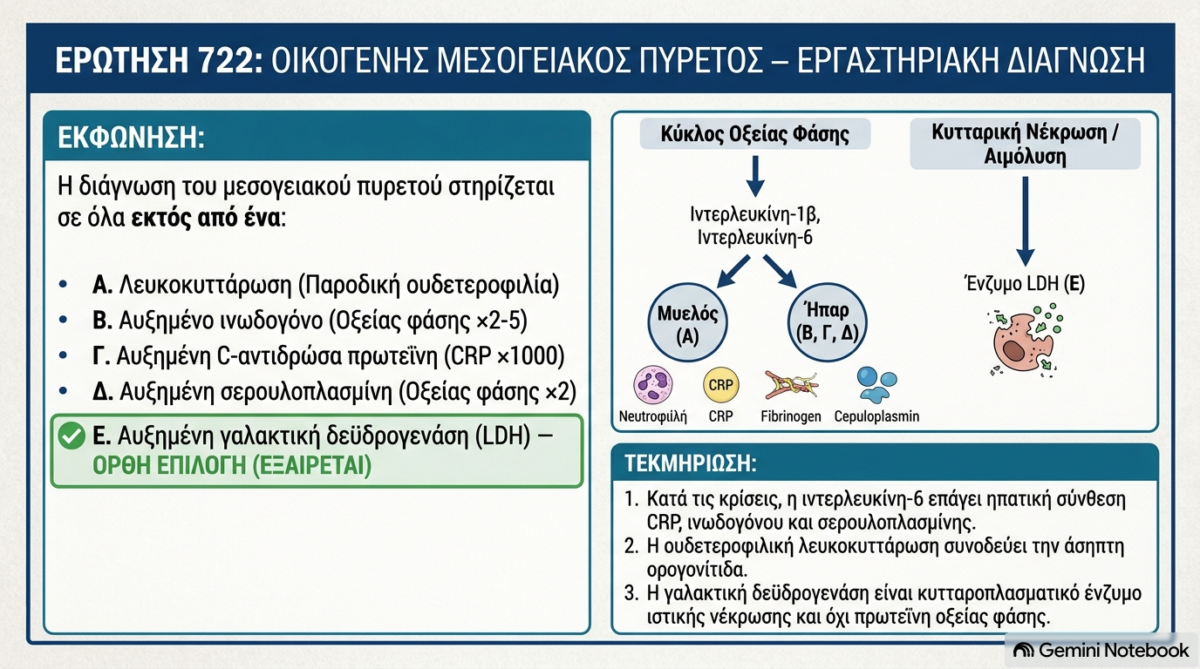 ΕΡΩΤΗΣΗ 722: ΟΙΚΟΓΕΝΗΣ ΜΕΣΟΓΕΙΑΚΟΣ ΠΥΡΕΤΟΣ – ΕΡΓΑΣΤΗΡΙΑΚΗ ΔΙΑΓΝΩΣΗ
ΕΚΦΩΝΗΣΗ:
Η διάγνωση του μεσογειακού πυρετού στηρίζεται
σε όλα εκτός από ένα:
• Α. Λευκοκυττάρωση (Παροδική ουδετεροφιλία)
• Β. Αυξημένο ινωδογόνο (Οξείας φάσης ×2-5)
• Γ. Αυξημένη C-αντιδρώσα πρωτεΐνη (CRP ×1000)
• Δ. Αυξημένη σερουλοπλασμίνη (Οξείας φάσης ×2)
Ε. Αυξημένη γαλακτική δεϋδρογενάση (LDH) –
ΟΡΘΗ ΕΠΙΛΟΓΗ (ΕΞΑΙΡΕΤΑΙ)
Κύκλος Οξείας Φάσης
Ιντερλευκίνη-1β,
Ιντερλευκίνη-6
Μυελός
(Α)
Ήπαρ
(Β, Γ, Δ)
CRP
Neutroφιλή
CRP
Fibrinogen
Cepuloplasmin
Κυτταρική Νέκρωση /
Αιμόλυση
Ένζυμο LDH (Ε)
ΤΕΚΜΗΡΙΩΣΗ:
1. Κατά τις κρίσεις, η ιντερλευκίνη-6 επάγει ηπατική σύνθεση
CRP, ινωδογόνου και σερουλοπλασμίνης.
2. Η ουδετεροφιλική λευκοκυττάρωση συνοδεύει την άσηπτη
ορογονίτιδα.
3. Η γαλακτική δεϋδρογενάση είναι κυτταροπλασματικό ένζυμο
ιστικής νέκρωσης και όχι πρωτεΐνη οξείας φάσης.
Gemini Notebook